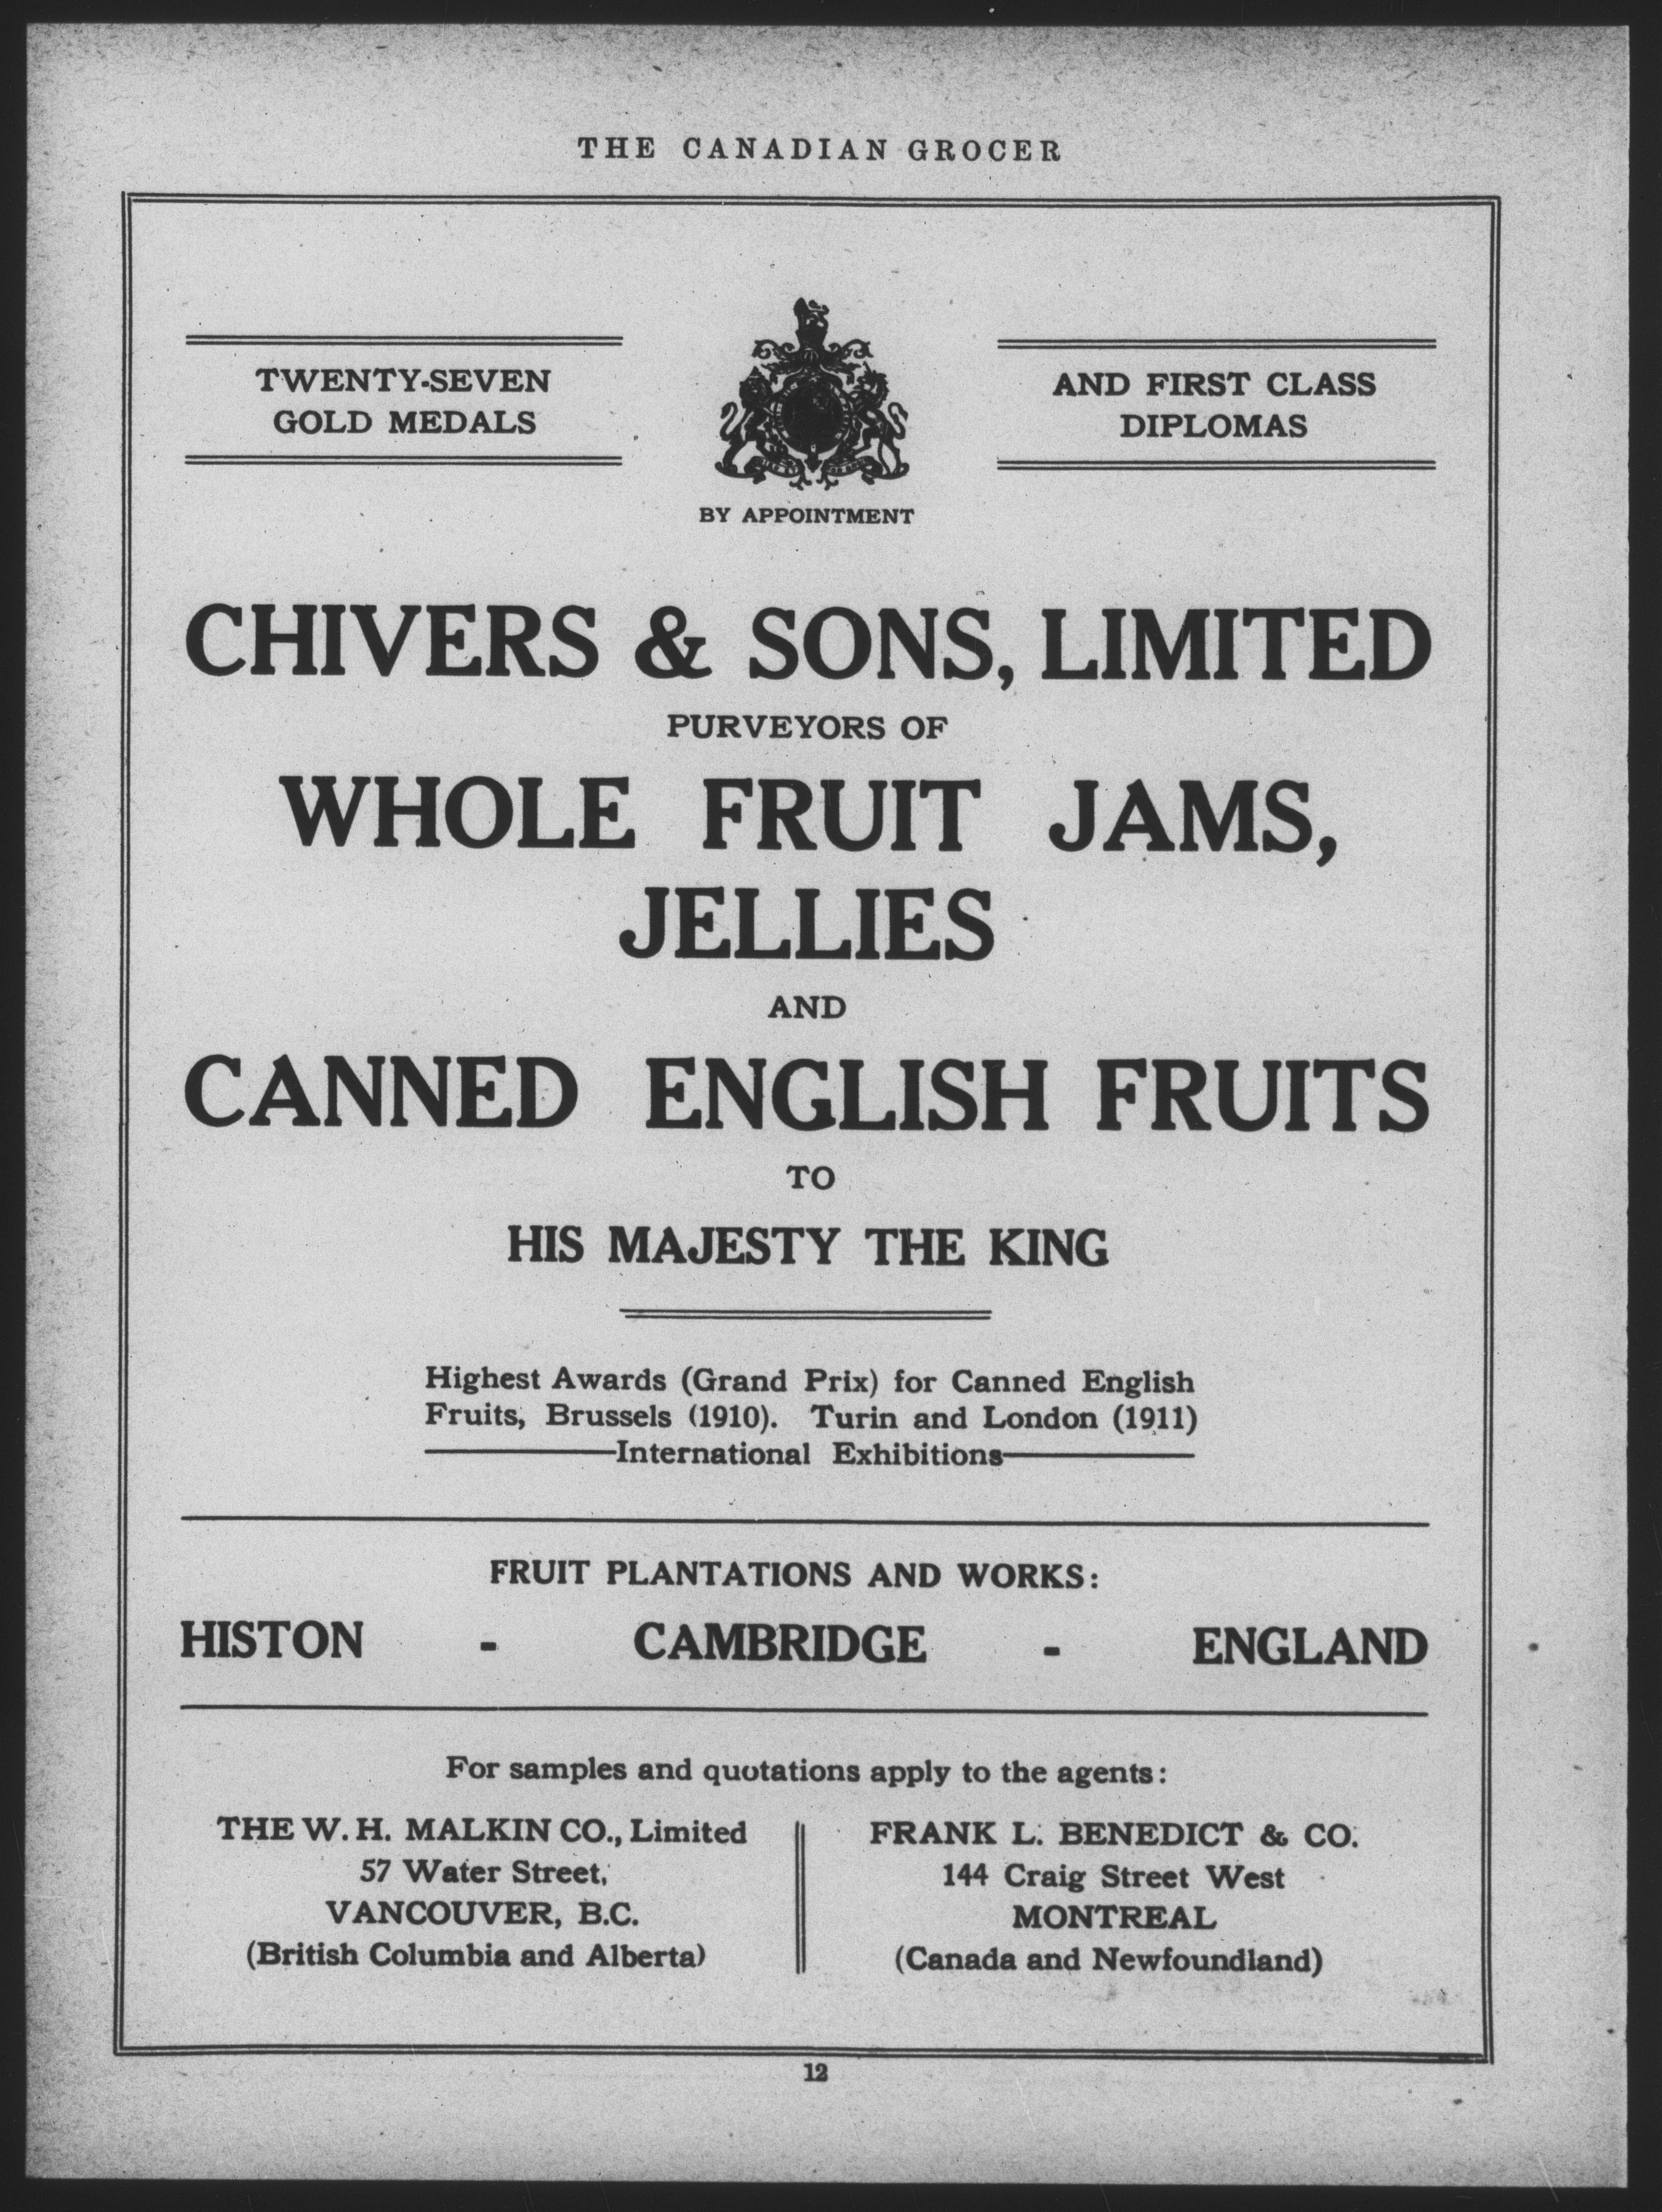 THE CANADIAN GROCER
TWENTY-SEVEN
GOLD MEDALS
AND FIRST CLASS
DIPLOMAS
BY APPOINTMENT
CHIVERS & SONS, LIMITED
PURVEYORS OF
WHOLE FRUIT JAMS,
JELLIES
AND
CANNED ENGLISH FRUITS
TO
HIS MAJESTY THE KING
Highest Awards (Grand Prix) for Canned English
Fruits, Brussels (1910). Turin and London (1911)
International Exhibitions
FRUIT PLANTATIONS AND WORKS:
HISTON - CAMBRIDGE - ENGLAND
For samples and quotations apply to the agents:
THE W. H. MALKIN CO., Limited
57 Water Street,
VANCOUVER, B.C.
(British Columbia and Alberta)
FRANK L. BENEDICT & CO.
144 Craig Street West
MONTREAL
(Canada and Newfoundland)
12